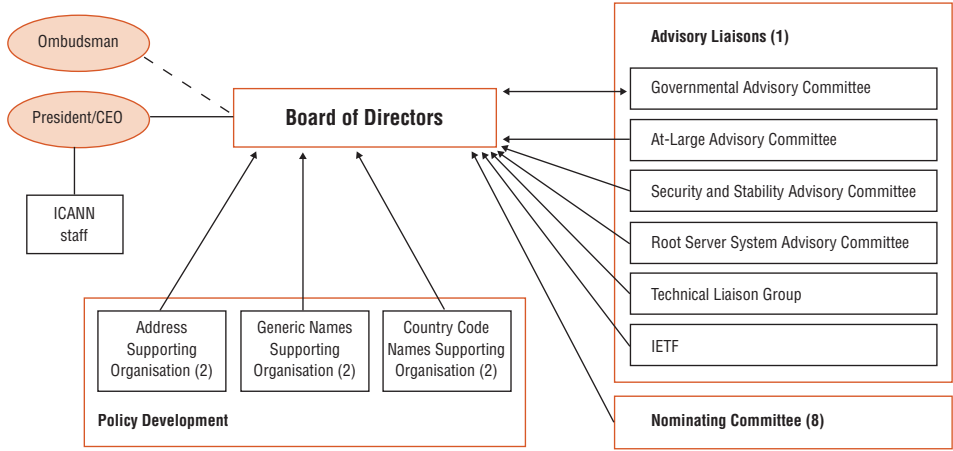 Ombudsman
President/CEO
ICANN
staff
Board of Directors
Advisory Liaisons (1)
Governmental Advisory Committee
At-Large Advisory Committee
Security and Stability Advisory Committee
Root Server System Advisory Committee
Technical Liaison Group
IETF
Address
Supporting
Organisation (2)
Generic Names
Supporting
Organisation (2)
Country Code
Names Supporting
Organisation (2)
Policy Development
Nominating Committee (8)